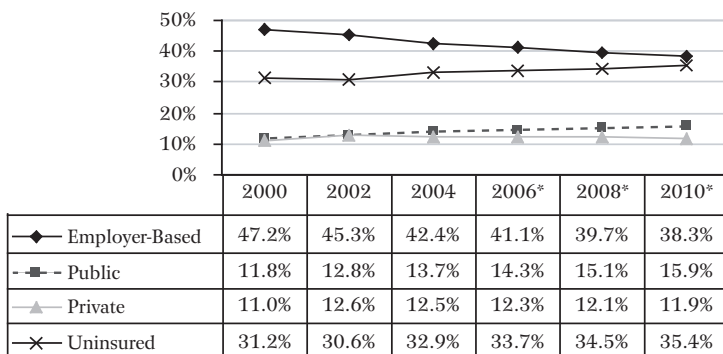 50%
40%
30%
20%
10%
0%
2000 2002 2004 2006* 2008* 2010*
Employer-Based 47.2% 45.3% 42.4% 41.1% 39.7% 38.3%
Public 11.8% 12.8% 13.7% 14.3% 15.1% 15.9%
Private 11.0% 12.6% 12.5% 12.3% 12.1% 11.9%
Uninsured 31.2% 30.6% 32.9% 33.7% 34.5% 35.4%